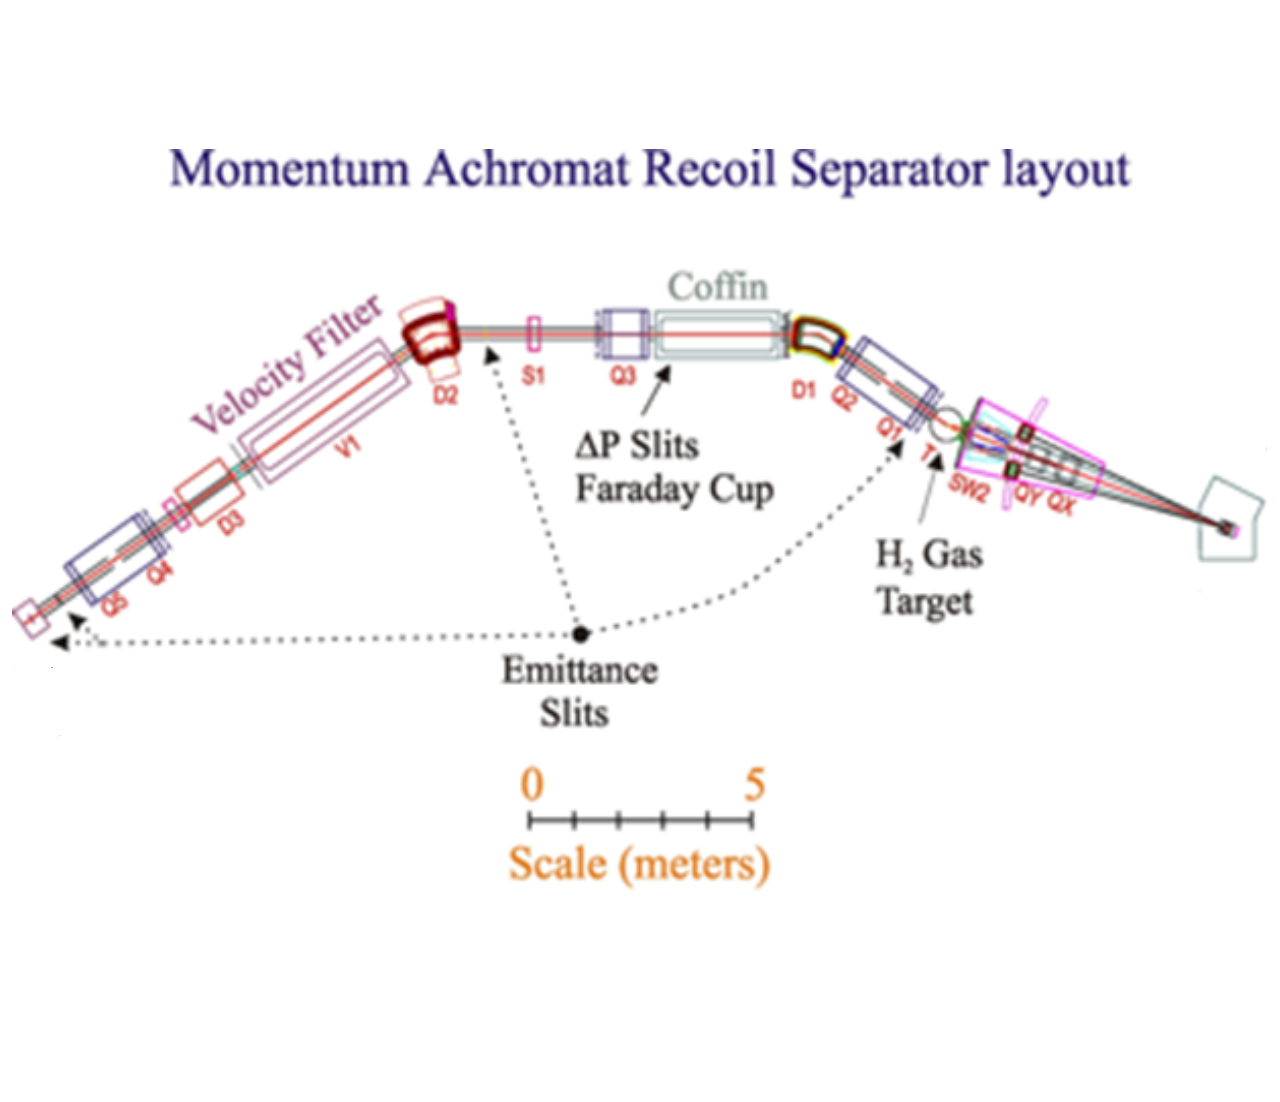 Momentum Achromat Recoil Separator layout
Coffin
Velocity Filter
D2
S1
Q3
D1
Q2
Q1
T
SW2
QY QX
V1
D3
Q4
Q5
ΔP Slits
Faraday Cup
H₂ Gas
Target
Emittance
Slits
0 5
Scale (meters)